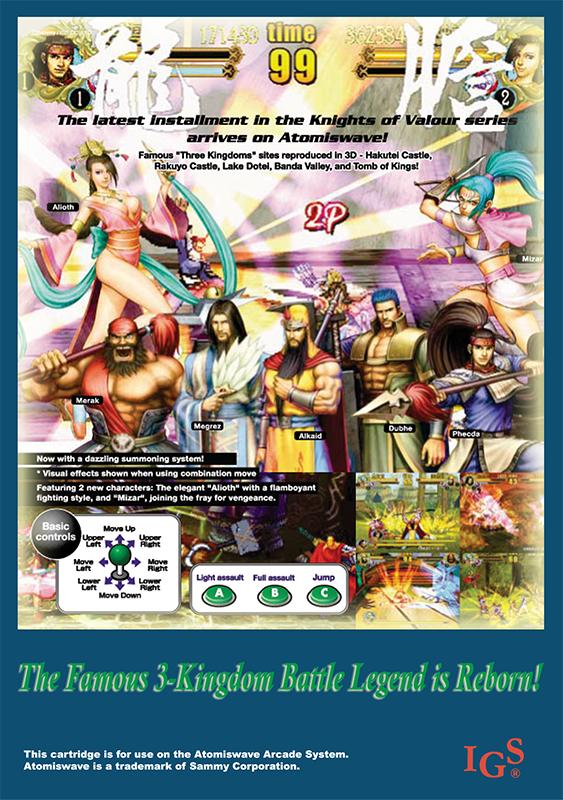 171439
time
362584
99
龍
膽
1
2
The latest installment in the Knights of Valour series
arrives on Atomiswave!
Famous "Three Kingdoms" sites reproduced in 3D - Hakutei Castle,
Rakuyo Castle, Lake Dotei, Banda Valley, and Tomb of Kings!
Alioth
2P
Mizar
Merak
Megrez
Alkaid
Dubhe
Phecda
Now with a dazzling summoning system!
* Visual effects shown when using combination move
Featuring 2 new characters: The elegant "Alioth" with a flamboyant
fighting style, and "Mizar", joining the fray for vengeance.
Basic
controls
Move Up
Upper
Left
Upper
Right
Move
Left
Move
Right
Lower
Left
Lower
Right
Move Down
Light assault
Full assault
Jump
A
B
C
The Famous 3-Kingdom Battle Legend is Reborn!
This cartridge is for use on the Atomiswave Arcade System.
Atomiswave is a trademark of Sammy Corporation.
IGS®